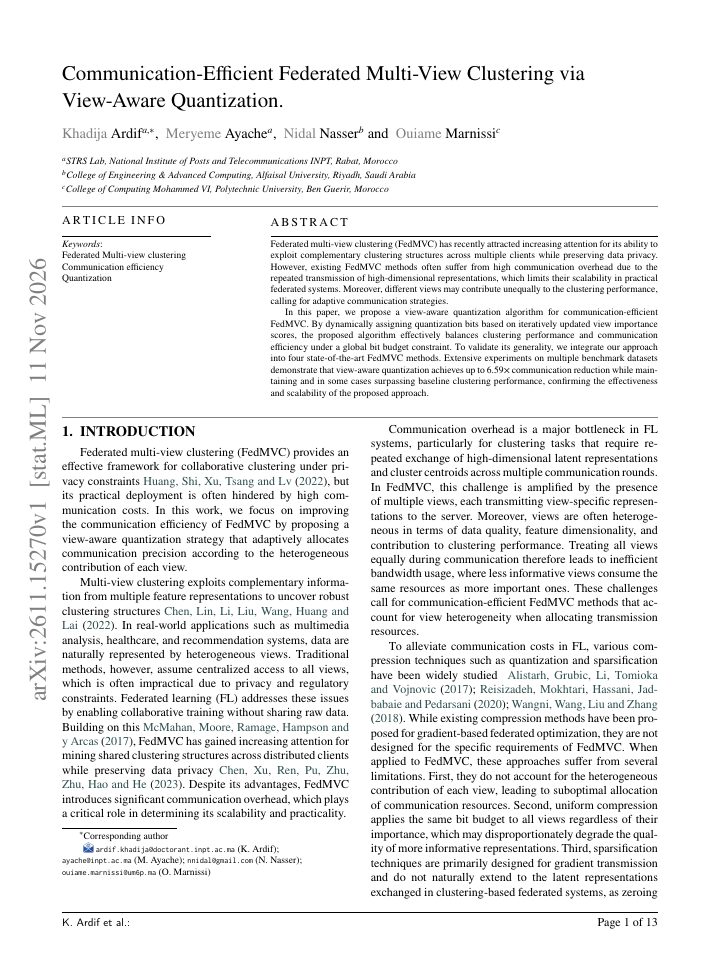 Communication-Efficient Federated Multi-View Clustering via
View-Aware Quantization.
Khadija Ardifa,∗, Meryeme Ayachea, Nidal Nasserb and Ouiame Marnissic
aSTRS Lab, National Institute of Posts and Telecommunications INPT, Rabat, Morocco
bCollege of Engineering & Advanced Computing, Alfaisal University, Riyadh, Saudi Arabia
cCollege of Computing Mohammed VI, Polytechnic University, Ben Guerir, Morocco
ARTICLE INFO
Keywords:
Federated Multi-view clustering
Communication efficiency
Quantization
ABSTRACT
Federated multi-view clustering (FedMVC) has recently attracted increasing attention for its ability to
exploit complementary clustering structures across multiple clients while preserving data privacy.
However, existing FedMVC methods often suffer from high communication overhead due to the
repeated transmission of high-dimensional latent representations, which limits their scalability in practical
federated systems. Moreover, different views may contribute unequally to the clustering performance,
calling for adaptive communication strategies.
In this paper, we propose a view-aware quantization algorithm for communication-efficient
FedMVC. By dynamically assigning quantization bits based on iteratively updated view importance
scores, the proposed algorithm effectively balances clustering performance and communication
efficiency under a global bit budget constraint. To validate its generality, we integrate our approach
into four state-of-the-art FedMVC methods. Extensive experiments on multiple benchmark datasets
demonstrate that view-aware quantization achieves up to 6.59× communication reduction while main-
taining and in some cases surpassing baseline clustering performance, confirming the effectiveness
and scalability of the proposed approach.
1. INTRODUCTION
Federated multi-view clustering (FedMVC) provides an
effective framework for collaborative clustering under pri-
vacy constraints Huang, Shi, Xu, Tsang and Lv (2022), but
its practical deployment is often hindered by high com-
munication costs. In this work, we focus on improving
the communication efficiency of FedMVC by proposing a
view-aware quantization strategy that adaptively allocates
communication precision according to the heterogeneous
contribution of each view.
Multi-view clustering exploits complementary informa-
tion from multiple feature representations to uncover robust
clustering structures Chen, Lin, Li, Liu, Wang, Huang and
Lai (2022). In real-world applications such as multimedia
analysis, healthcare, and recommendation systems, data are
naturally represented by heterogeneous views. Traditional
methods, however, assume centralized access to all views,
which is often impractical due to privacy and regulatory
constraints. Federated learning (FL) addresses these issues
by enabling collaborative training without sharing raw data.
Building on this McMahan, Moore, Ramage, Hampson and
y Arcas (2017), FedMVC has gained increasing attention for
mining shared clustering structures across distributed clients
while preserving data privacy Chen, Xu, Ren, Pu, Zhu,
Zhu, Hao and He (2023). Despite its advantages, FedMVC
introduces significant communication overhead, which plays
a critical role in determining its scalability and practicality.
∗Corresponding author
ardif.khadija@doctorant.inpt.ac.ma (K. Ardif);
ayache@inpt.ac.ma (M. Ayache); nnidal@gmail.com (N. Nasser);
ouiame.marnissi@um6p.ma (O. Marnissi)
Communication overhead is a major bottleneck in FL
systems, particularly for clustering tasks that require re-
peated exchange of high-dimensional latent representations
and cluster centroids across multiple communication rounds.
In FedMVC, this challenge is amplified by the presence
of multiple views, each transmitting view-specific represen-
tations to the server. Moreover, views are often heteroge-
neous in terms of data quality, feature dimensionality, and
contribution to clustering performance. Treating all views
equally during communication therefore leads to inefficient
bandwidth usage, where less informative views consume the
same resources as more important ones. These challenges
call for communication-efficient FedMVC methods that ac-
count for view heterogeneity when allocating transmission
resources.
To alleviate communication costs in FL, various com-
pression techniques such as quantization and sparsification
have been widely studied Alistarh, Grubic, Li, Tomioka
and Vojnovic (2017); Reisizadeh, Mokhtari, Hassani, Jad-
babaie and Pedarsani (2020); Wangni, Wang, Liu and Zhang
(2018). While existing compression methods have been pro-
posed for gradient-based federated optimization, they are not
designed for the specific requirements of FedMVC. When
applied to FedMVC, these approaches suffer from several
limitations. First, they do not account for the heterogeneous
contribution of each view, leading to suboptimal allocation
of communication resources. Second, uniform compression
applies the same bit budget to all views regardless of their
importance, which may disproportionately degrade the qual-
ity of more informative representations. Third, sparsification
techniques are primarily designed for gradient transmission
and do not naturally extend to the latent representations
exchanged in clustering-based federated systems, as zeroing
K. Ardif et al.:
Page 1 of 13
arXiv:2611.15270v1 [stat.ML] 11 Nov 2026